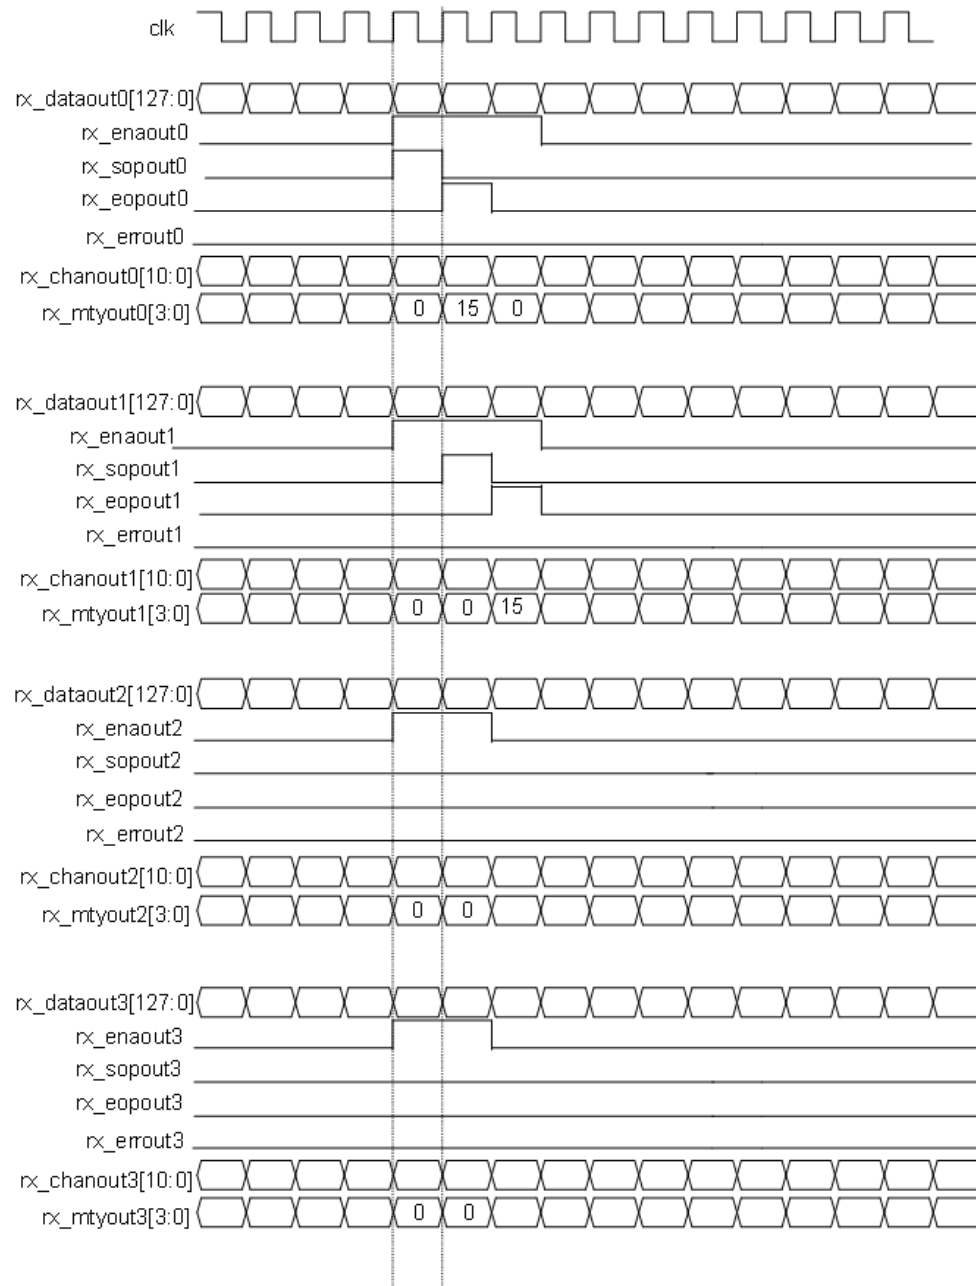 clk
rx_dataout0[127:0]
rx_enaout0
rx_sopout0
rx_eopout0
rx_errout0
rx_chanout0[10:0]
rx_mtyout0[3:0] 0 15 0
rx_dataout1[127:0]
rx_enaout1
rx_sopout1
rx_eopout1
rx_errout1
rx_chanout1[10:0]
rx_mtyout1[3:0] 0 0 15
rx_dataout2[127:0]
rx_enaout2
rx_sopout2
rx_eopout2
rx_errout2
rx_chanout2[10:0]
rx_mtyout2[3:0] 0 0
rx_dataout3[127:0]
rx_enaout3
rx_sopout3
rx_eopout3
rx_errout3
rx_chanout3[10:0]
rx_mtyout3[3:0] 0 0